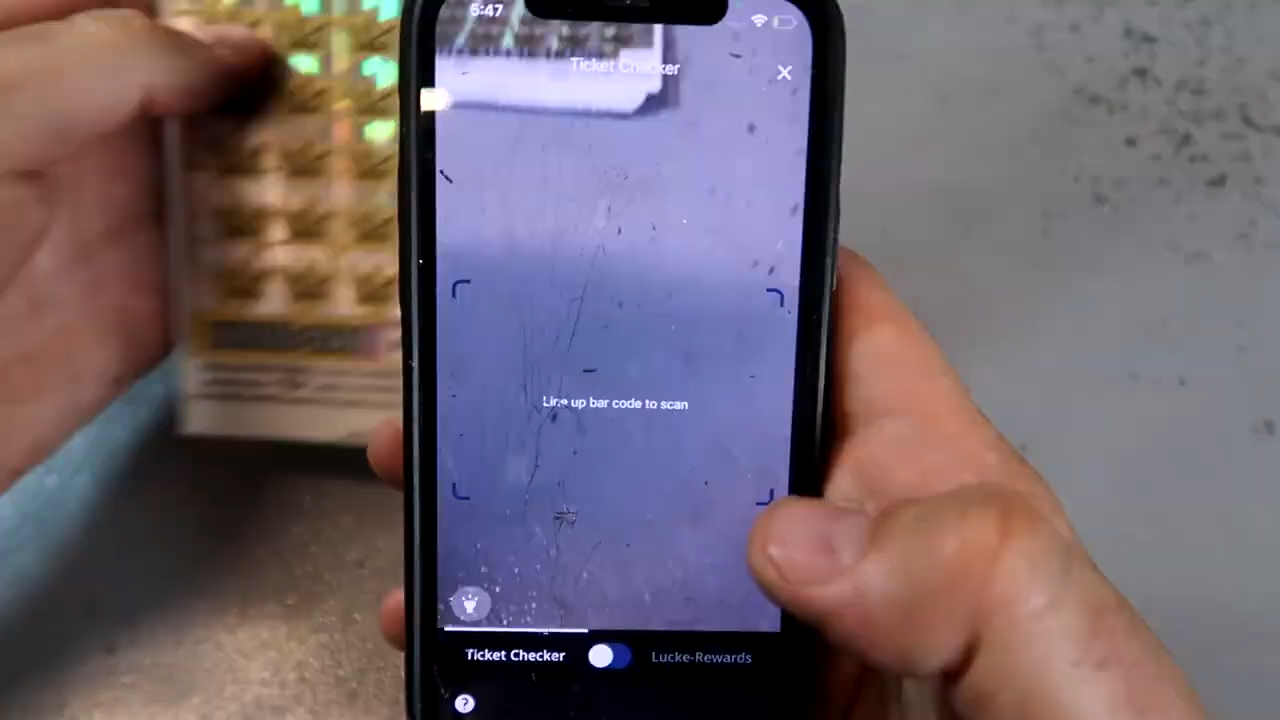 5:47
Ticket Checker
Line up bar code to scan
Ticket Checker
Lucke-Rewards
?